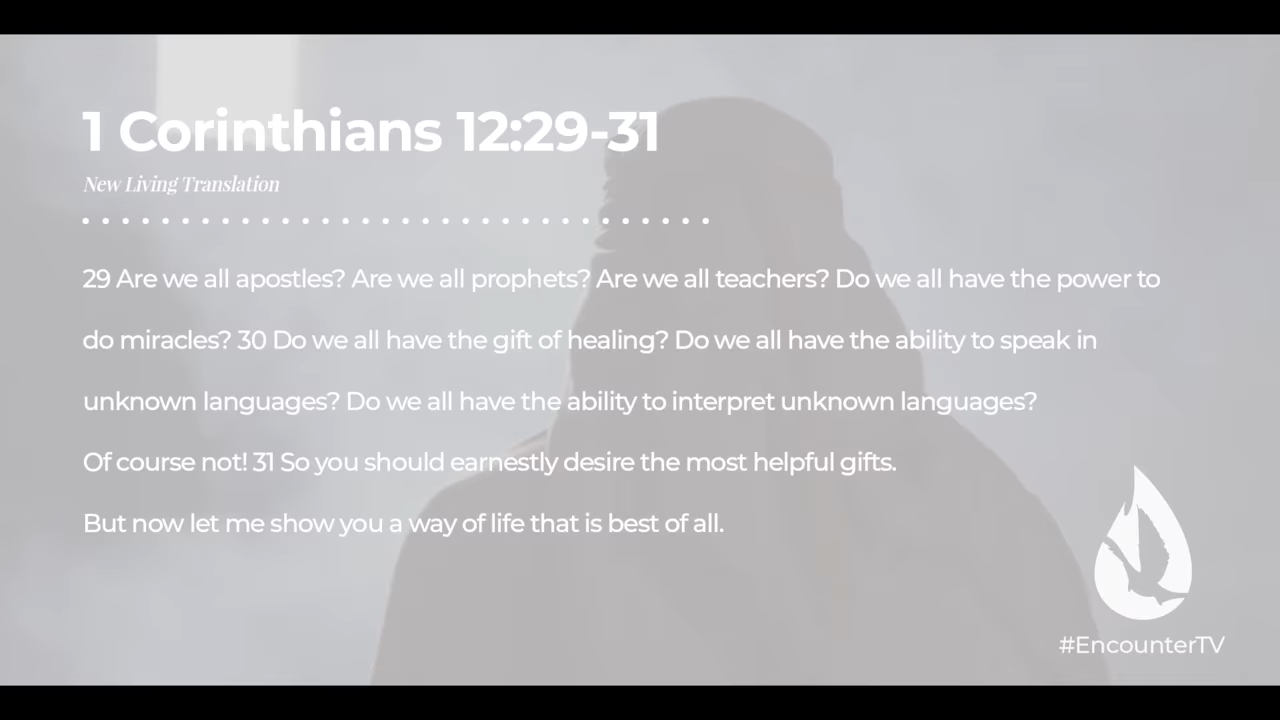 1 Corinthians 12:29-31
New Living Translation
29 Are we all apostles? Are we all prophets? Are we all teachers? Do we all have the power to
do miracles? 30 Do we all have the gift of healing? Do we all have the ability to speak in
unknown languages? Do we all have the ability to interpret unknown languages?
Of course not! 31 So you should earnestly desire the most helpful gifts.
But now let me show you a way of life that is best of all.
#EncounterTV